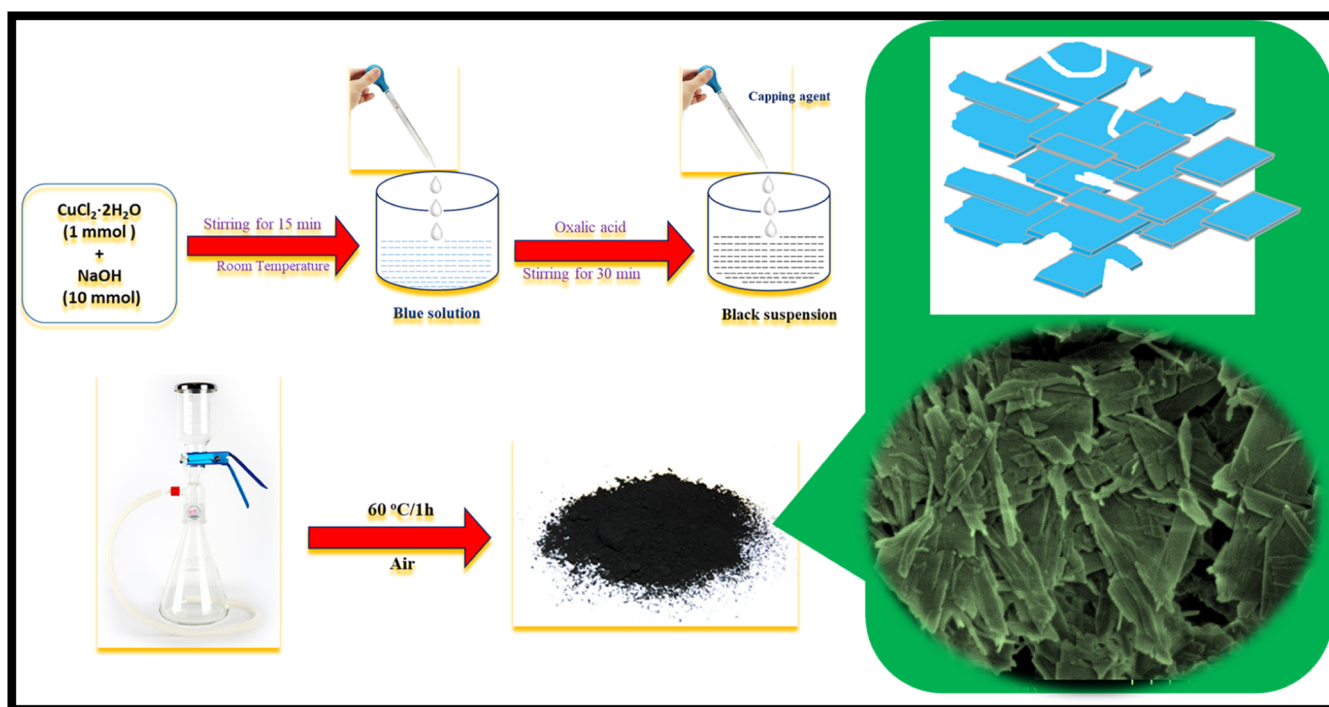 CuCl₂·2H₂O
(1 mmol )
+
NaOH
(10 mmol)
Stirring for 15 min
Room Temperature
Blue solution
Capping agent
Oxalic acid
Stirring for 30 min
Black suspension
60 °C/1h
Air